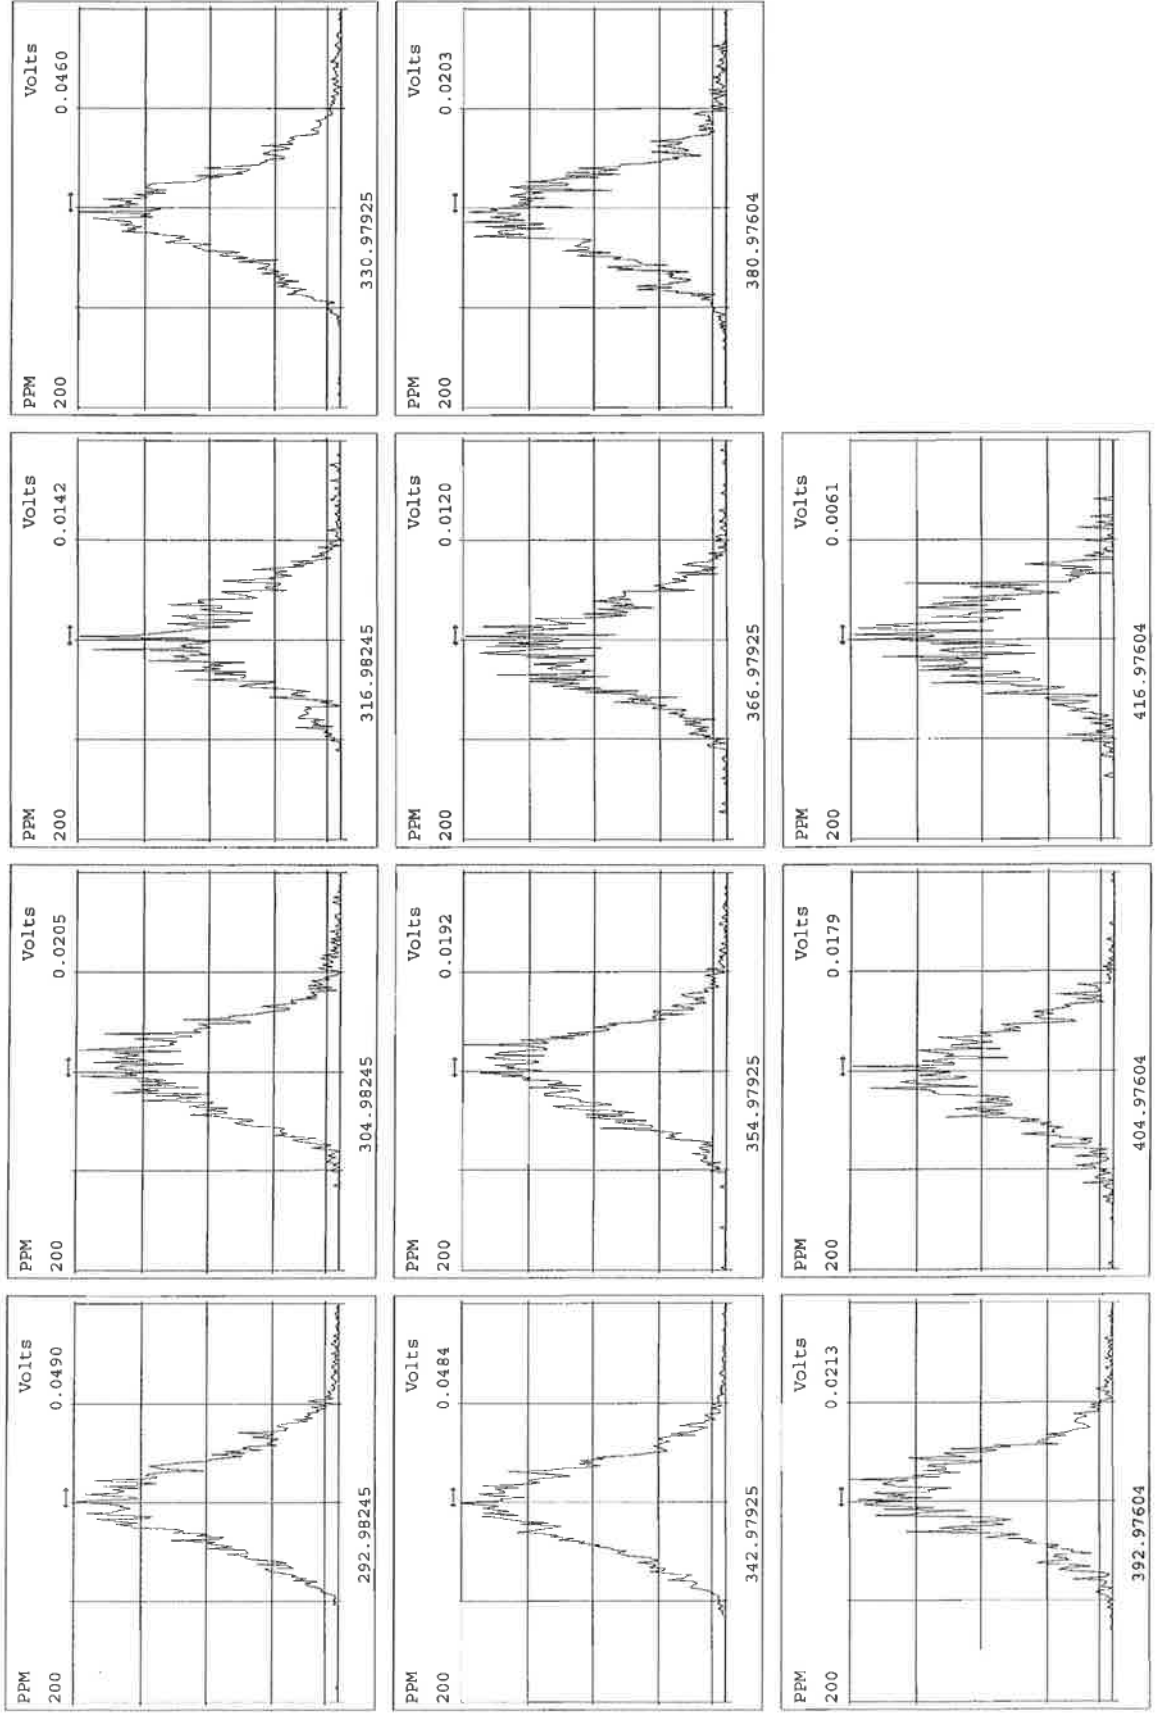 PPM Volts
200 0.0490
292.98245
PPM Volts
200 0.0205
304.98245
PPM Volts
200 0.0142
316.98245
PPM Volts
200 0.0460
330.97925
PPM Volts
200 0.0484
342.97925
PPM Volts
200 0.0192
354.97925
PPM Volts
200 0.0120
366.97925
PPM Volts
200 0.0203
380.97604
PPM Volts
200 0.0213
392.97604
PPM Volts
200 0.0179
404.97604
PPM Volts
200 0.0061
416.97604